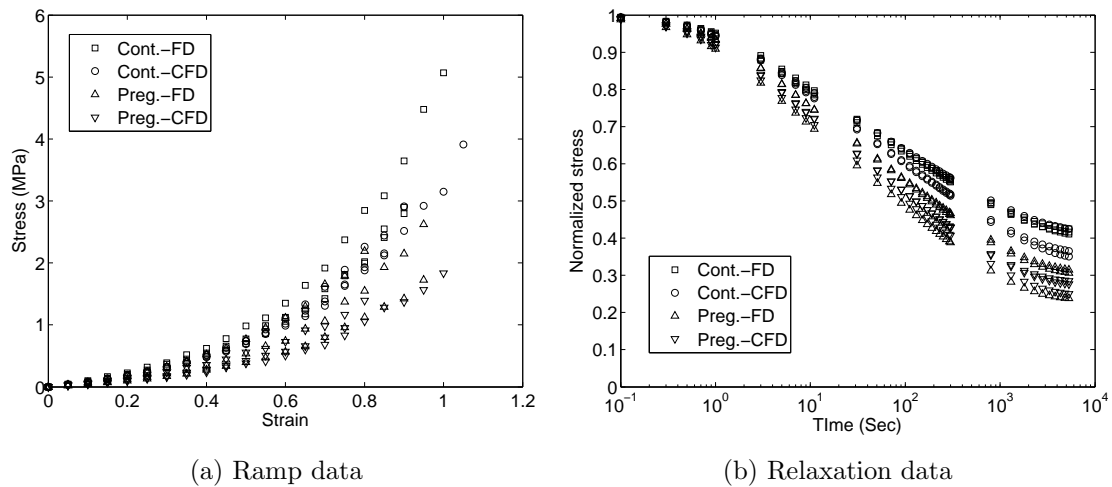 6
5
4
3
2
1
0
0
0.2
0.4
0.6
0.8
1
1.2
Stress (MPa)
Strain
Cont.-FD
Cont.-CFD
Preg.-FD
Preg.-CFD
(a) Ramp data
1
0.9
0.8
0.7
0.6
0.5
0.4
0.3
0.2
0.1
0
10^-1
10^0
10^1
10^2
10^3
10^4
Normalized stress
TIme (Sec)
Cont.-FD
Cont.-CFD
Preg.-FD
Preg.-CFD
(b) Relaxation data